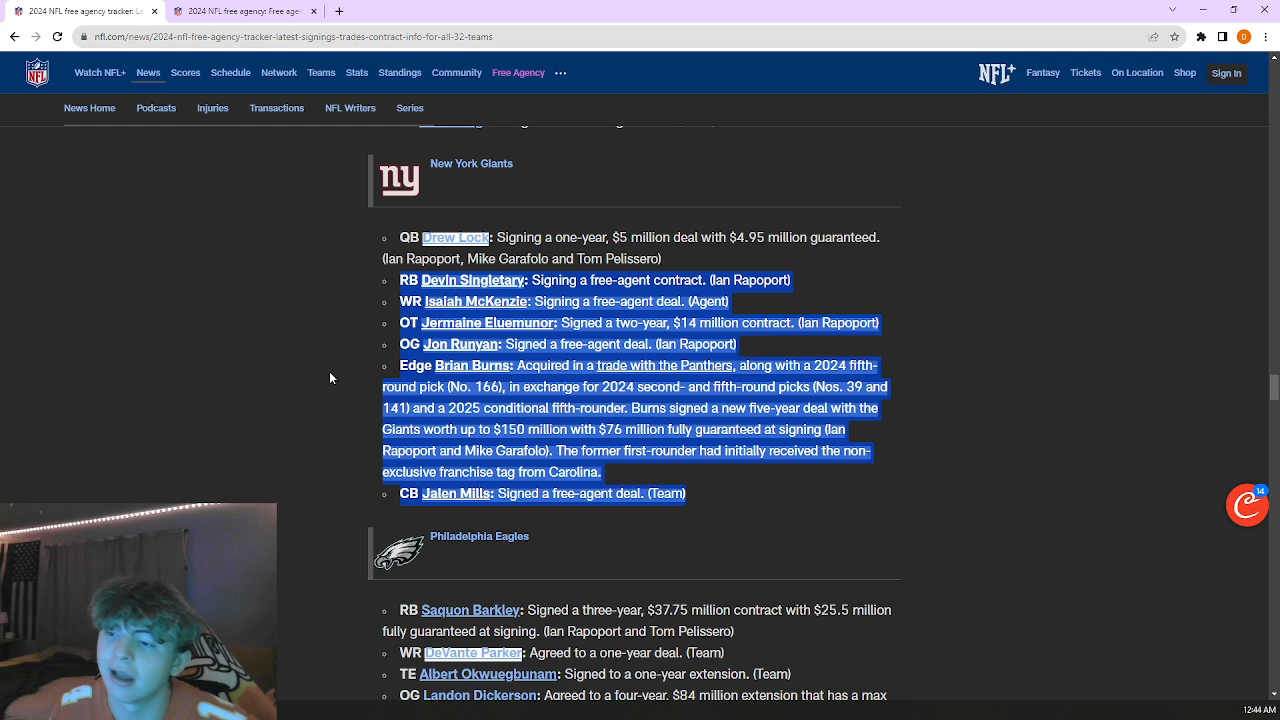 2024 NFL free agency tracker: L
2024 NFL free agency: Free age
nfl.com/news/2024-nfl-free-agency-tracker-latest-signings-trades-contract-info-for-all-32-teams
D
NFL
Watch NFL+ News Scores Schedule Network Teams Stats Standings Community Free Agency ...
NFL+ Fantasy Tickets On Location Shop Sign In
News Home Podcasts Injuries Transactions NFL Writers Series
ny
New York Giants
QB Drew Lock: Signing a one-year, $5 million deal with $4.95 million guaranteed.
(Ian Rapoport, Mike Garafolo and Tom Pelissero)
RB Devin Singletary: Signing a free-agent contract. (Ian Rapoport)
WR Isaiah McKenzie: Signing a free-agent deal. (Agent)
OT Jermaine Eluemunor: Signed a two-year, $14 million contract. (Ian Rapoport)
OG Jon Runyan: Signed a free-agent deal. (Ian Rapoport)
Edge Brian Burns: Acquired in a trade with the Panthers, along with a 2024 fifth-
round pick (No. 166), in exchange for 2024 second- and fifth-round picks (Nos. 39 and
141) and a 2025 conditional fifth-rounder. Burns signed a new five-year deal with the
Giants worth up to $150 million with $76 million fully guaranteed at signing (Ian
Rapoport and Mike Garafolo). The former first-rounder had initially received the non-
exclusive franchise tag from Carolina.
CB Jalen Mills: Signed a free-agent deal. (Team)
14
Philadelphia Eagles
RB Saquon Barkley: Signed a three-year, $37.75 million contract with $25.5 million
fully guaranteed at signing. (Ian Rapoport and Tom Pelissero)
WR DeVante Parker: Agreed to a one-year deal. (Team)
TE Albert Okwuegbunam: Signed to a one-year extension. (Team)
OG Landon Dickerson: Agreed to a four-year, $84 million extension that has a max
12:44 AM